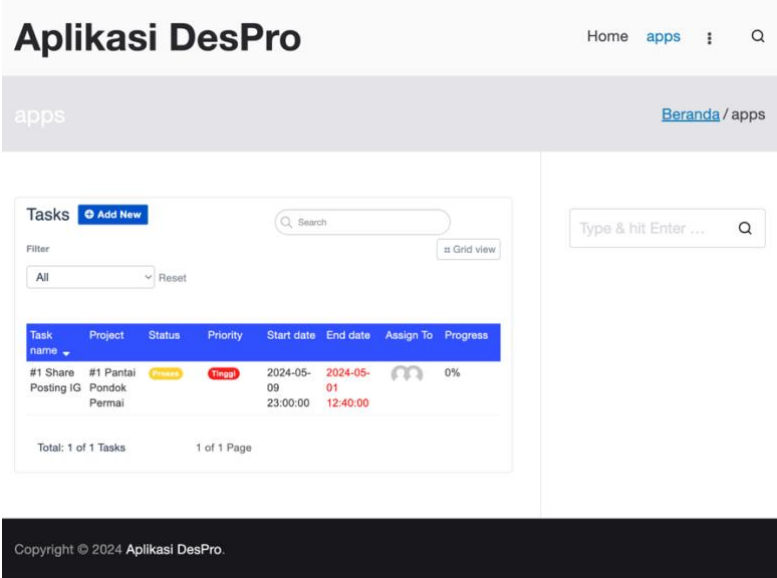 Aplikasi DesPro
Home apps
apps
Beranda / apps
Tasks Add New
Search
Type & hit Enter ...
Filter
Grid view
All
Reset
Task name Project Status Priority Start date End date Assign To Progress
#1 Share Posting IG #1 Pantai Pondok Permai Proses Tinggi 2024-05-09 23:00:00 2024-05-01 12:40:00 0%
Total: 1 of 1 Tasks 1 of 1 Page
Copyright © 2024 Aplikasi DesPro.